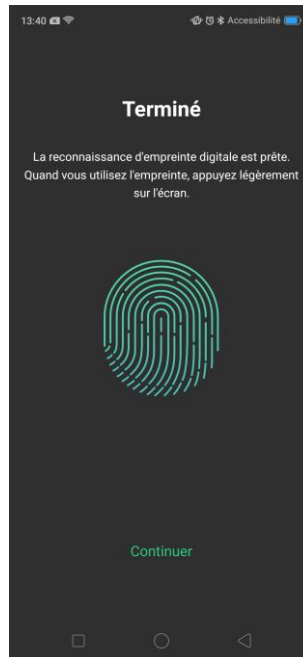 13:40
Accessibilité
Terminé
La reconnaissance d'empreinte digitale est prête.
Quand vous utilisez l'empreinte, appuyez légèrement
sur l'écran.
Continuer